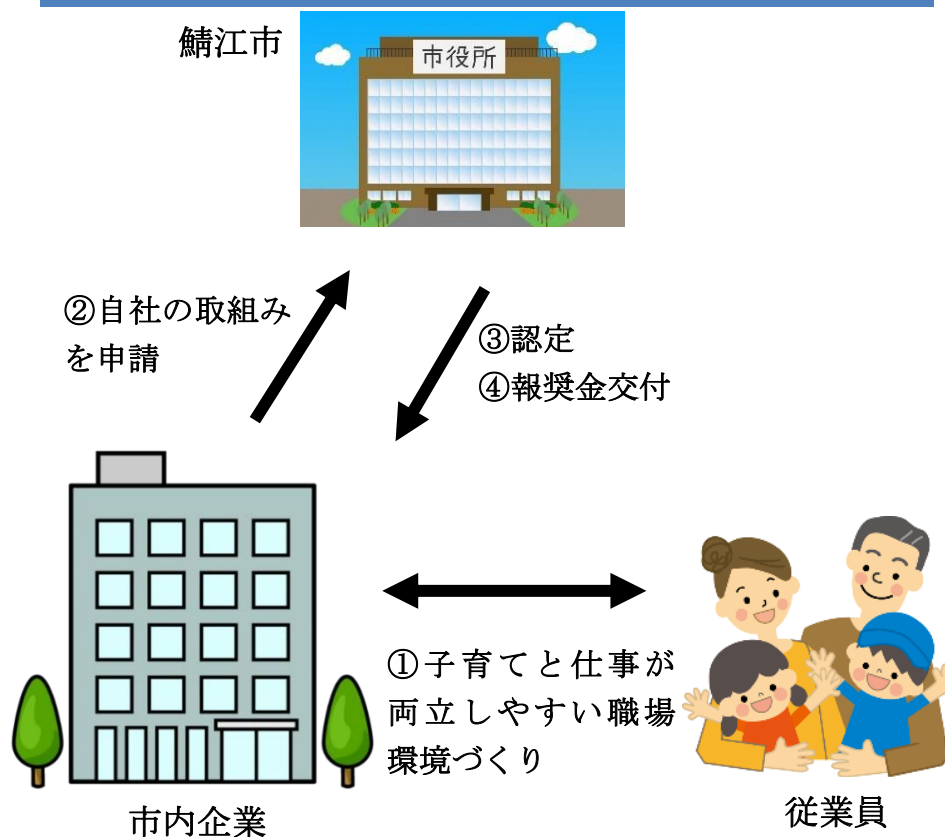 鯖江市
市役所
②自社の取組み
を申請
③認定
④報奨金交付
①子育てと仕事が
両立しやすい職場
環境づくり
市内企業
従業員